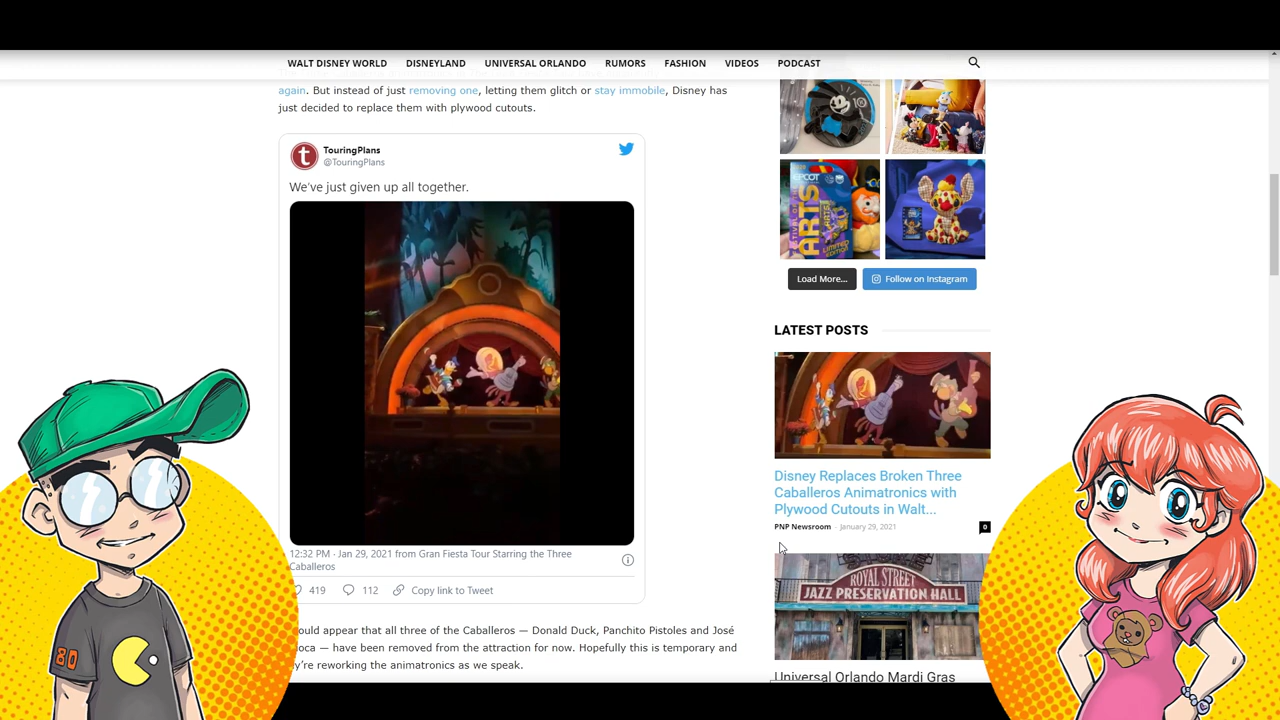 WALT DISNEY WORLD DISNEYLAND UNIVERSAL ORLANDO RUMORS FASHION VIDEOS PODCAST
again. But instead of just removing one, letting them glitch or stay immobile, Disney has
just decided to replace them with plywood cutouts.
TouringPlans
@TouringPlans
We've just given up all together.
12:32 PM · Jan 29, 2021 from Gran Fiesta Tour Starring the Three
Caballeros
419 112 Copy link to Tweet
all three of the Caballeros — Donald Duck, Panchito Pistoles and José
— have been removed from the attraction for now. Hopefully this is temporary and
reworking the animatronics as we speak.
EPCOT
ARTS
LIMITED
EDITION
Load More... Follow on Instagram
LATEST POSTS
Disney Replaces Broken Three
Caballeros Animatronics with
Plywood Cutouts in Walt...
PNP Newsroom - January 29, 2021 0
ROYAL STREET
JAZZ PRESERVATION HALL
Universal Orlando Mardi Gras
80